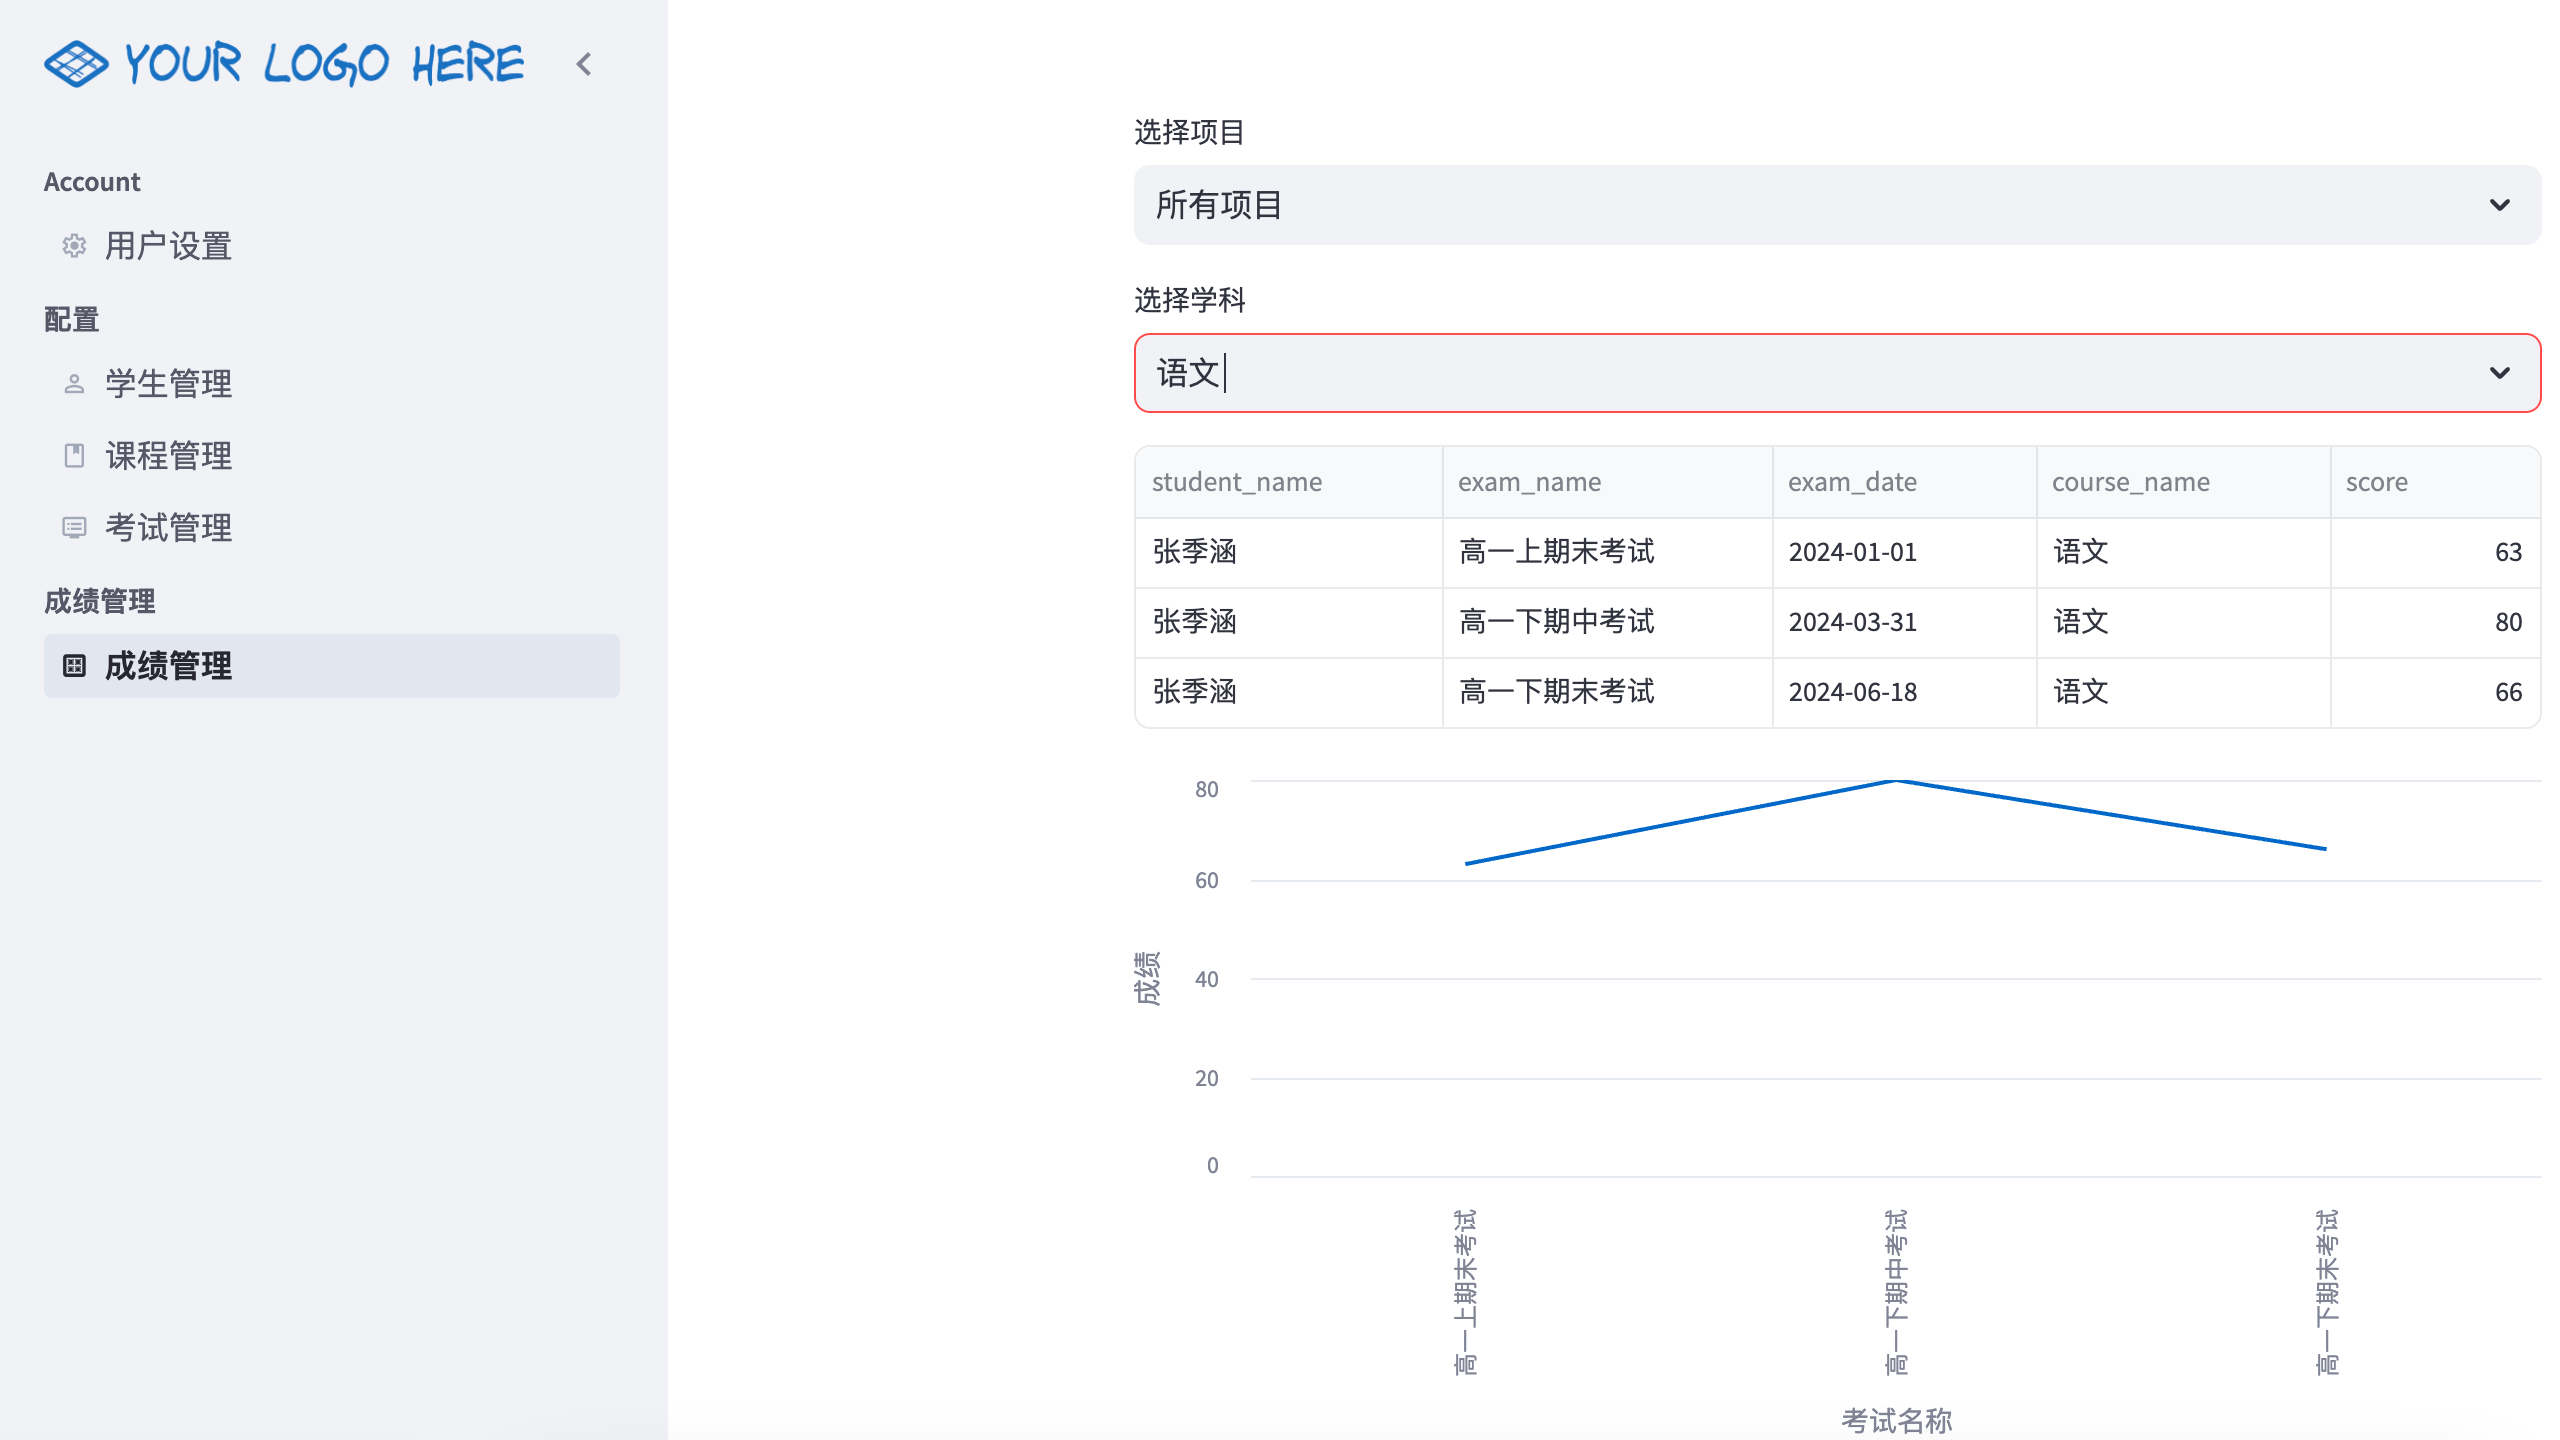 YOUR LOGO HERE
Account
用户设置
配置
学生管理
课程管理
考试管理
成绩管理
成绩管理
选择项目
所有项目
选择学科
语文
student_name exam_name exam_date course_name score
张季涵 高一上期末考试 2024-01-01 语文 63
张季涵 高一下期中考试 2024-03-31 语文 80
张季涵 高一下期末考试 2024-06-18 语文 66
80
60
40
20
0
成绩
高一上期末考试
高一下期中考试
高一下期末考试
考试名称